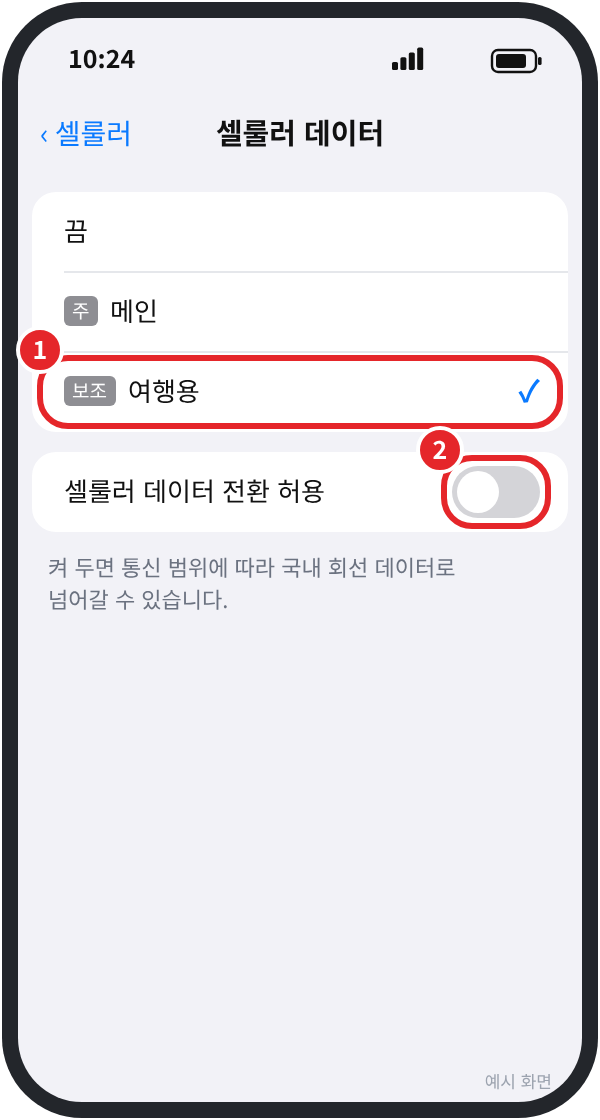 10:24
‹ 셀룰러 셀룰러 데이터
끔
주 메인
1
보조 여행용 ✓
2
셀룰러 데이터 전환 허용
켜 두면 통신 범위에 따라 국내 회선 데이터로
넘어갈 수 있습니다.
예시 화면